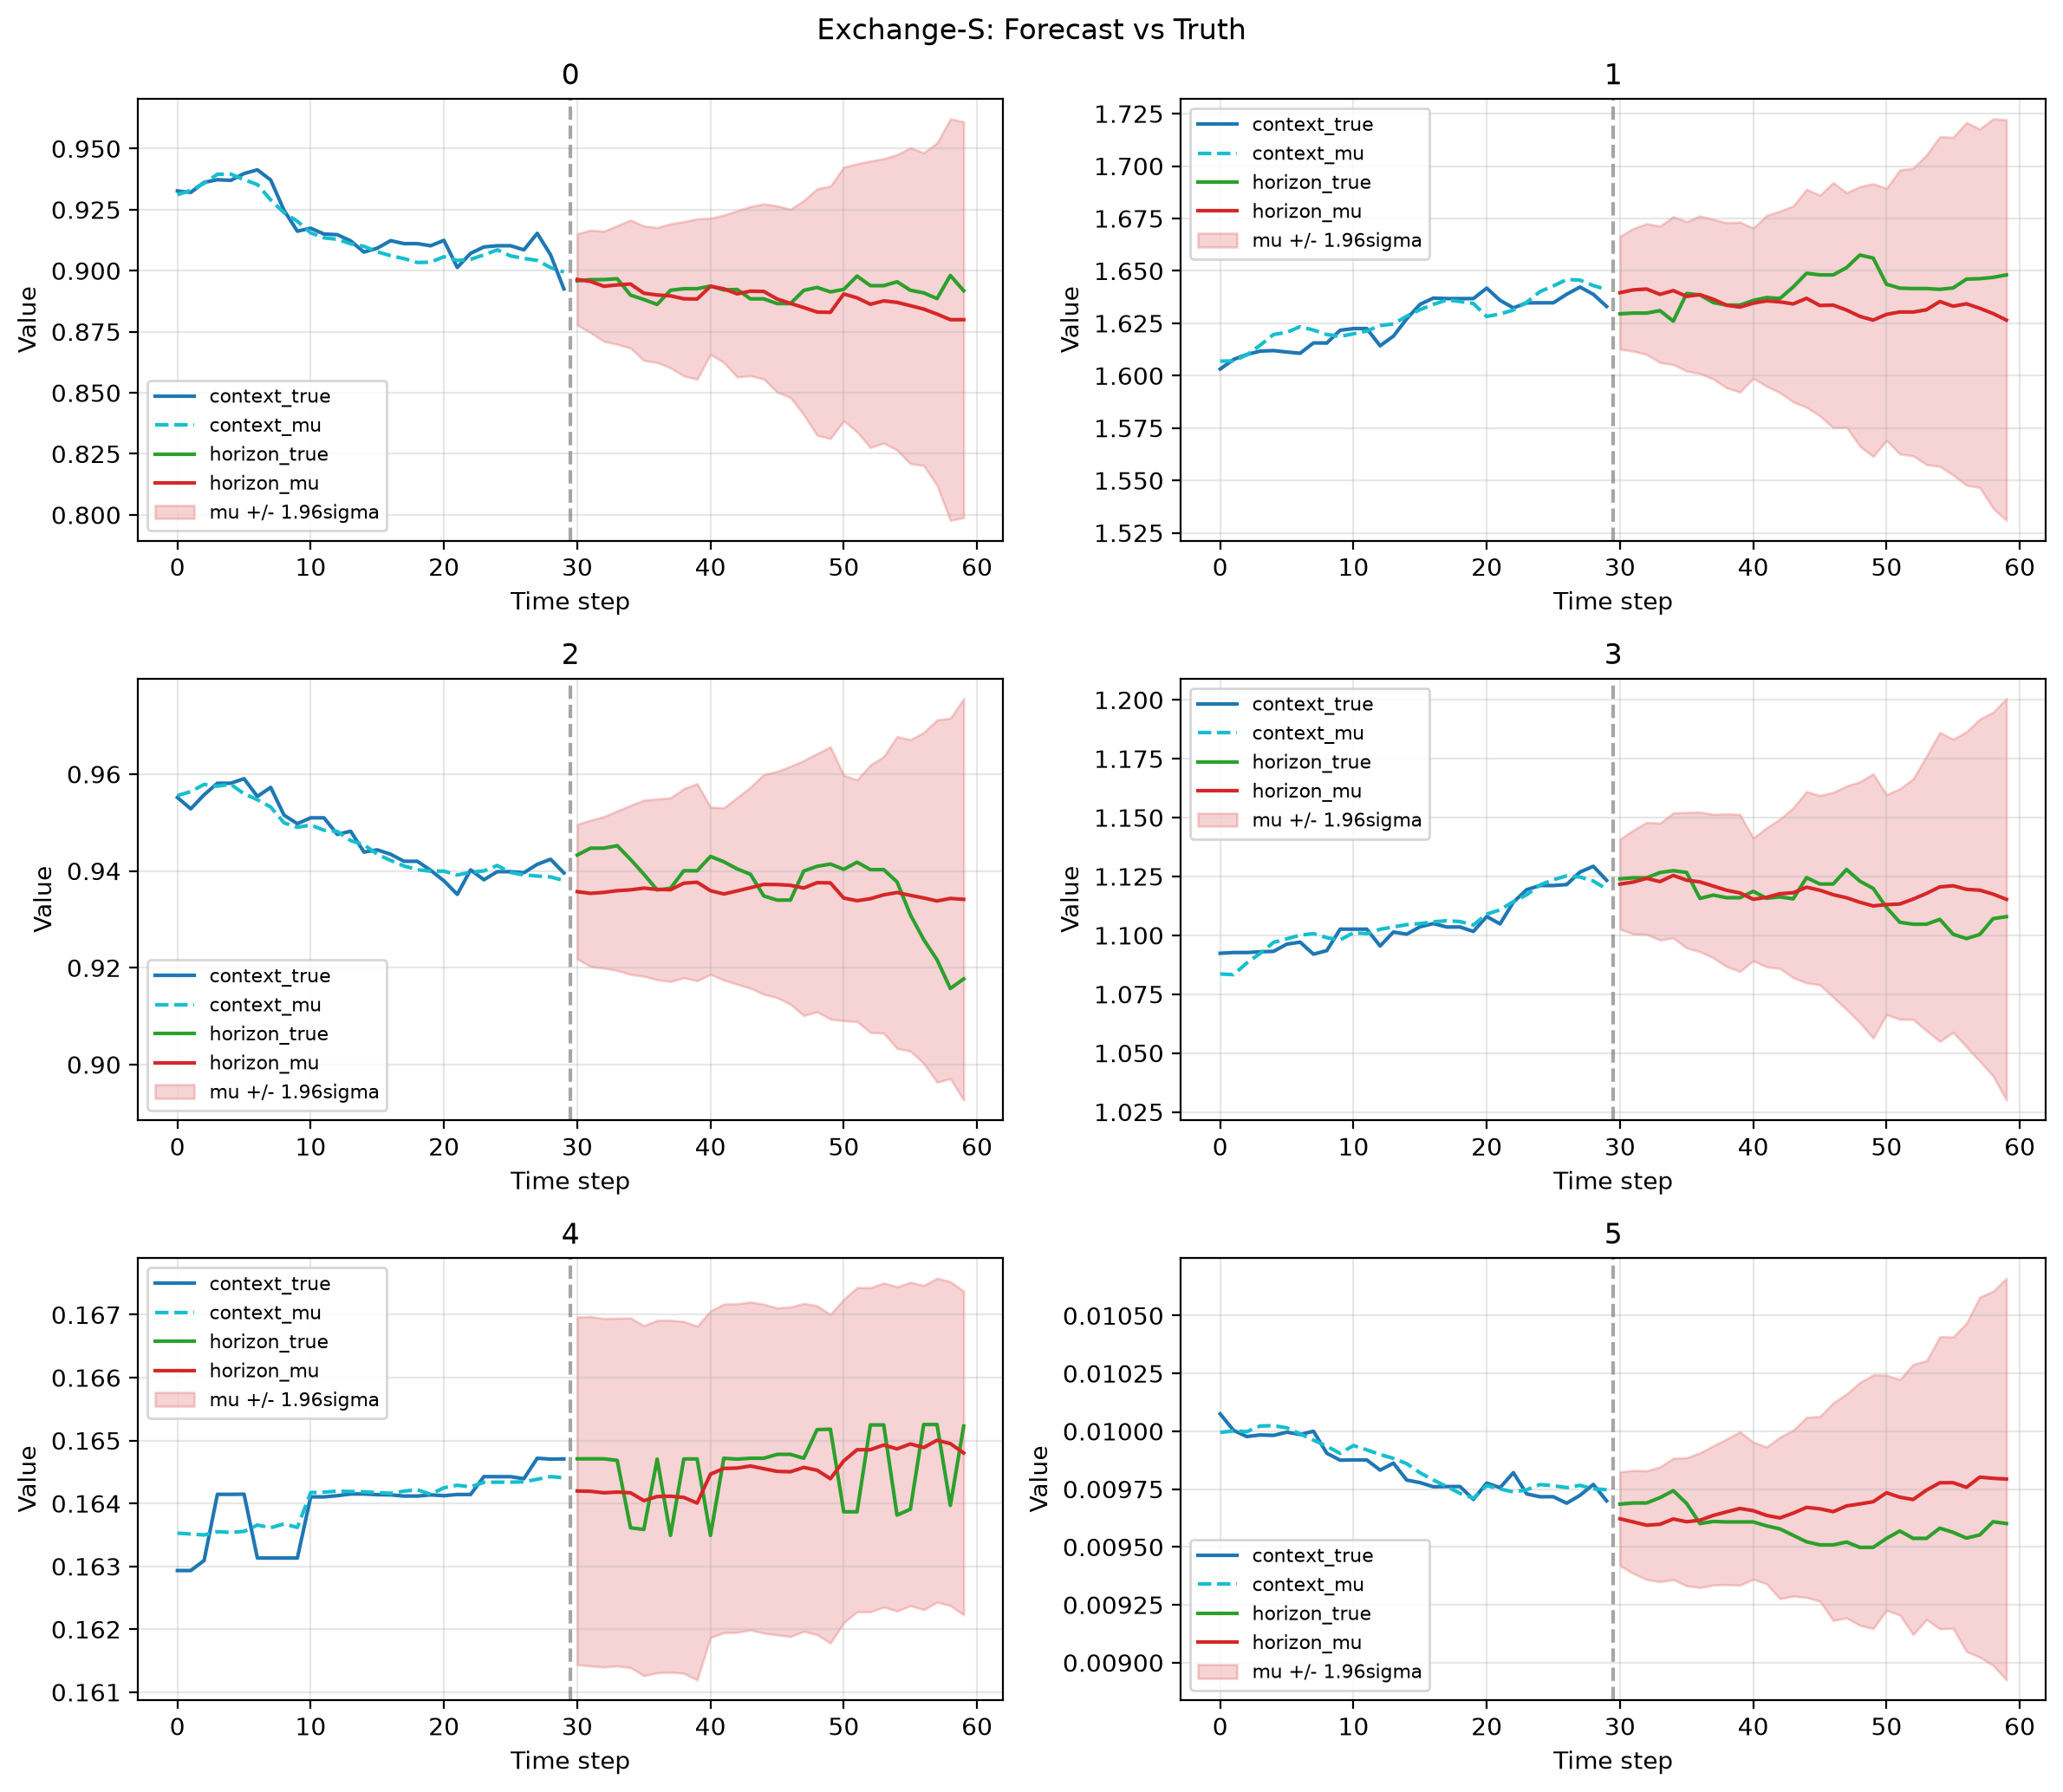 Exchange-S: Forecast vs Truth
0
0.950
0.925
0.900
0.875
0.850
0.825
0.800
Value
context_true
context_mu
horizon_true
horizon_mu
mu +/- 1.96sigma
0 10 20 30 40 50 60
Time step
1
1.725
1.700
1.675
1.650
1.625
1.600
1.575
1.550
1.525
Value
context_true
context_mu
horizon_true
horizon_mu
mu +/- 1.96sigma
0 10 20 30 40 50 60
Time step
2
0.96
0.94
0.92
0.90
Value
context_true
context_mu
horizon_true
horizon_mu
mu +/- 1.96sigma
0 10 20 30 40 50 60
Time step
3
1.200
1.175
1.150
1.125
1.100
1.075
1.050
1.025
Value
context_true
context_mu
horizon_true
horizon_mu
mu +/- 1.96sigma
0 10 20 30 40 50 60
Time step
4
0.167
0.166
0.165
0.164
0.163
0.162
0.161
Value
context_true
context_mu
horizon_true
horizon_mu
mu +/- 1.96sigma
0 10 20 30 40 50 60
Time step
5
0.01050
0.01025
0.01000
0.00975
0.00950
0.00925
0.00900
Value
context_true
context_mu
horizon_true
horizon_mu
mu +/- 1.96sigma
0 10 20 30 40 50 60
Time step